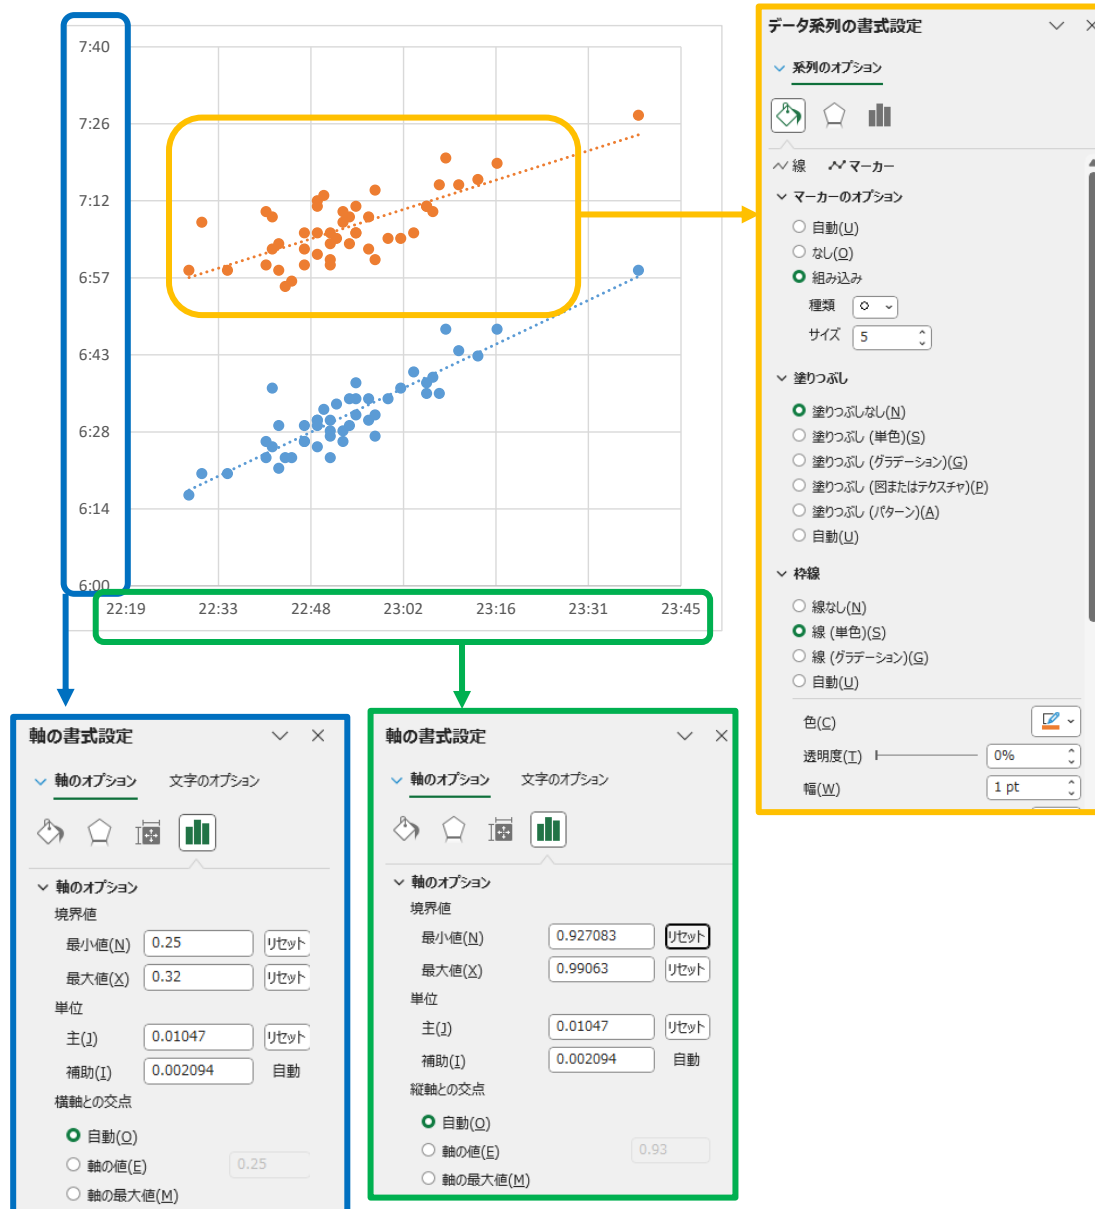 7:40
7:26
7:12
6:57
6:43
6:28
6:14
6:00
22:19 22:33 22:48 23:02 23:16 23:31 23:45
データ系列の書式設定
系列のオプション
線 マーカー
マーカーのオプション
自動(U)
なし(O)
組み込み
種類
サイズ 5
塗りつぶし
塗りつぶしなし(N)
塗りつぶし (単色)(S)
塗りつぶし (グラデーション)(G)
塗りつぶし (図またはテクスチャ)(P)
塗りつぶし (パターン)(A)
自動(U)
枠線
線なし(N)
線 (単色)(S)
線 (グラデーション)(G)
自動(U)
色(C)
透明度(T) 0%
幅(W) 1 pt
軸の書式設定
軸のオプション 文字のオプション
軸のオプション
境界値
最小値(N) 0.25 リセット
最大値(X) 0.32 リセット
単位
主(J) 0.01047 リセット
補助(I) 0.002094 自動
横軸との交点
自動(O)
軸の値(E) 0.25
軸の最大値(M)
軸の書式設定
軸のオプション 文字のオプション
軸のオプション
境界値
最小値(N) 0.927083 リセット
最大値(X) 0.99063 リセット
単位
主(J) 0.01047 リセット
補助(I) 0.002094 自動
縦軸との交点
自動(O)
軸の値(E) 0.93
軸の最大値(M)